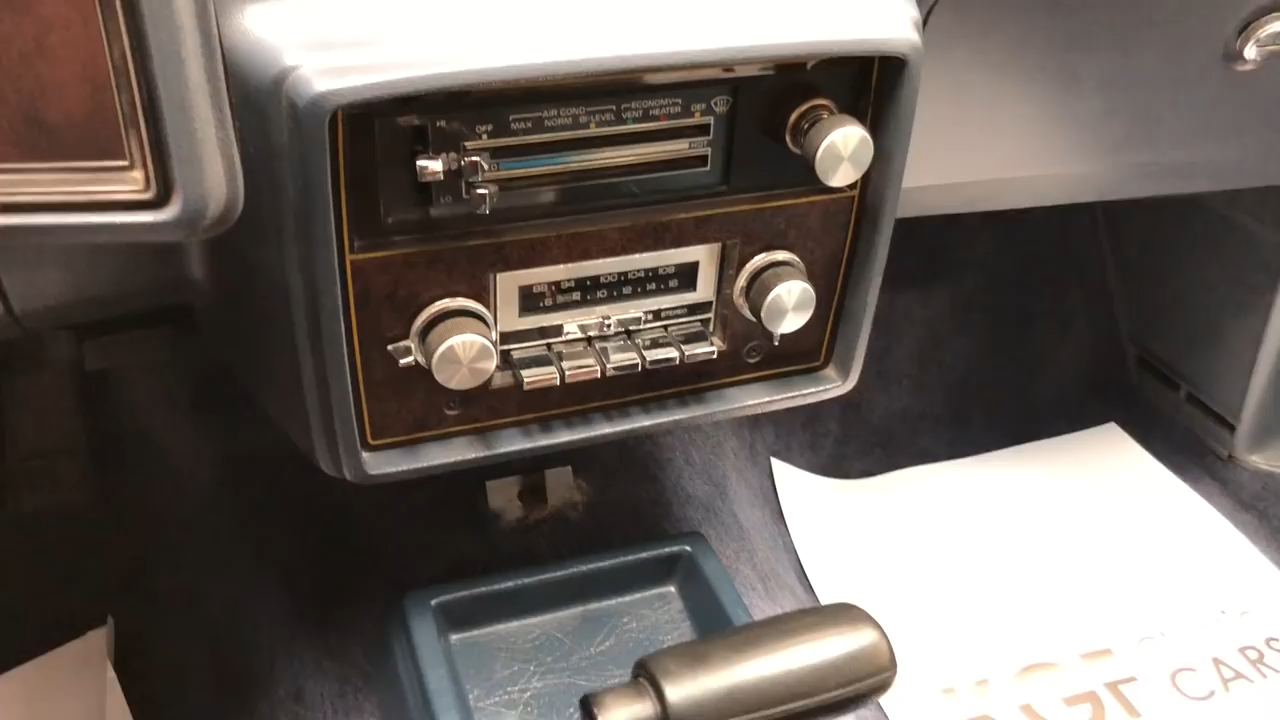 HI
OFF
AIR COND
MAX NORM BI-LEVEL
ECONOMY
VENT HEATER
DEF
HOT
LO
88 94 100 104 108
6 10 12 14 16
STEREO
CARS